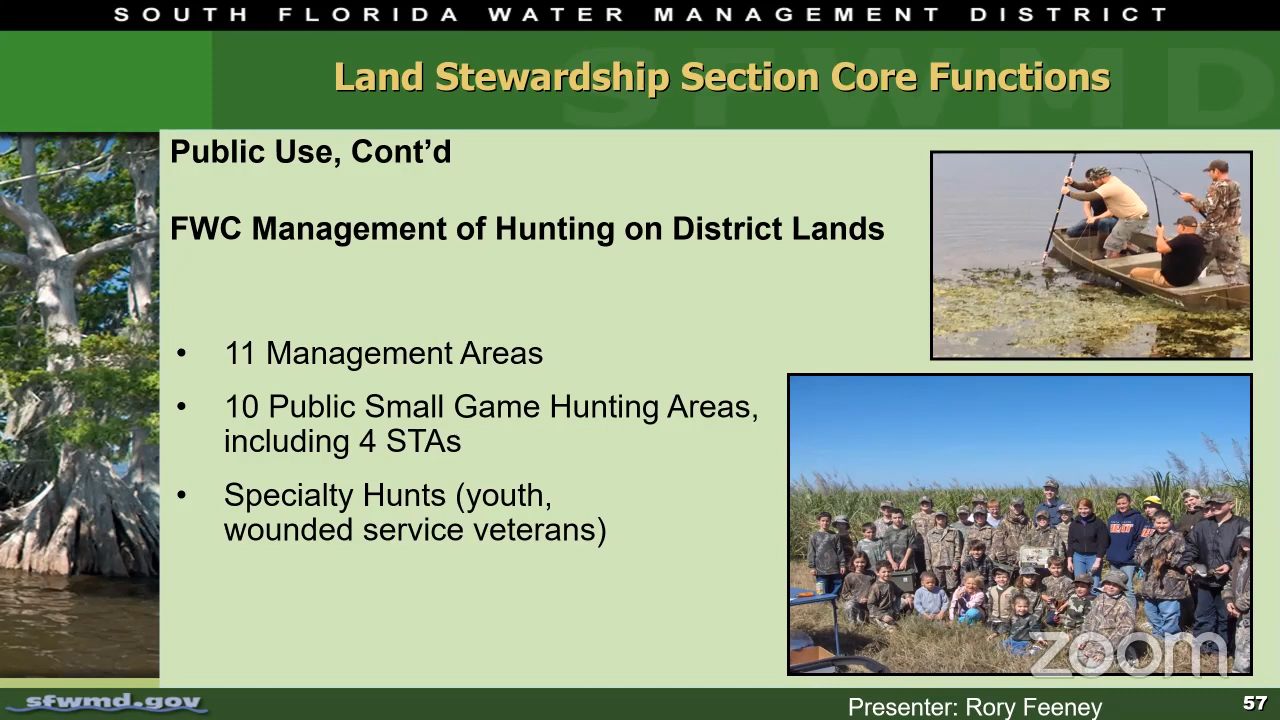 SOUTH FLORIDA WATER MANAGEMENT DISTRICT
SFWMD
Land Stewardship Section Core Functions
Public Use, Cont’d
FWC Management of Hunting on District Lands
• 11 Management Areas
• 10 Public Small Game Hunting Areas,
including 4 STAs
• Specialty Hunts (youth,
wounded service veterans)
zoom
sfwmd.gov
Presenter: Rory Feeney
57